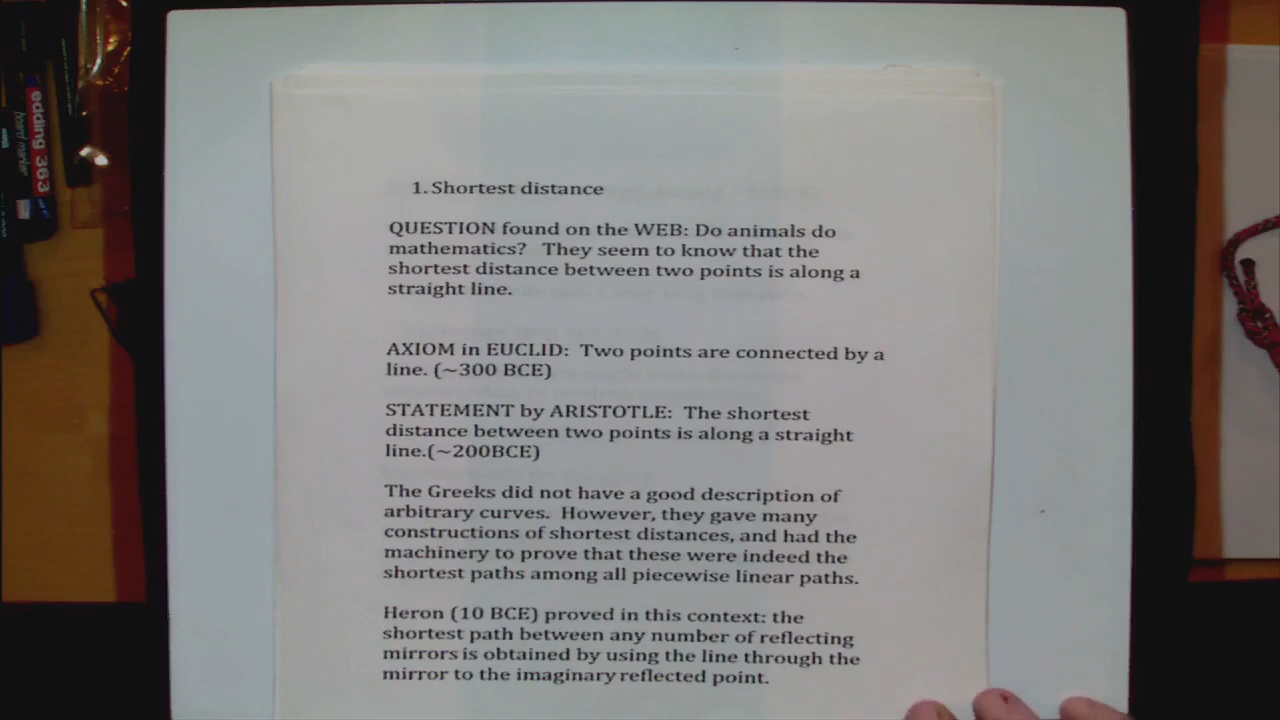 edding 363
board marker
1. Shortest distance
QUESTION found on the WEB: Do animals do
mathematics? They seem to know that the
shortest distance between two points is along a
straight line.
AXIOM in EUCLID: Two points are connected by a
line. (~300 BCE)
STATEMENT by ARISTOTLE: The shortest
distance between two points is along a straight
line.(~200BCE)
The Greeks did not have a good description of
arbitrary curves. However, they gave many
constructions of shortest distances, and had the
machinery to prove that these were indeed the
shortest paths among all piecewise linear paths.
Heron (10 BCE) proved in this context: the
shortest path between any number of reflecting
mirrors is obtained by using the line through the
mirror to the imaginary reflected point.